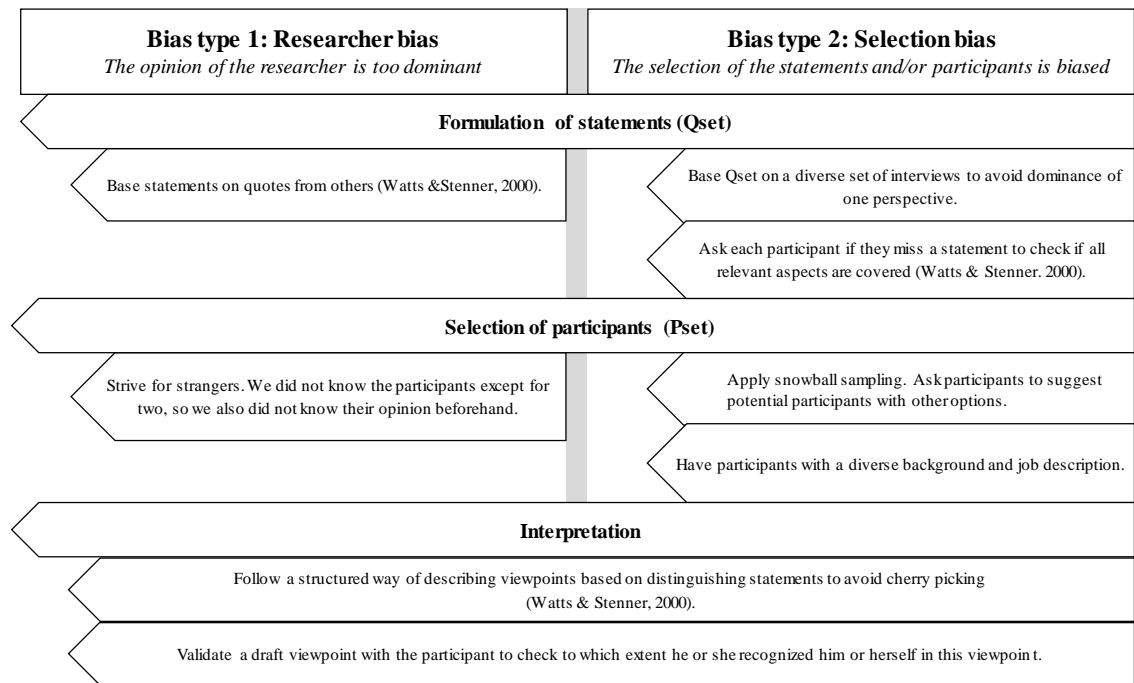 Bias type 1: Researcher bias
The opinion of the researcher is too dominant
Bias type 2: Selection bias
The selection of the statements and/or participants is biased
Formulation of statements (Qset)
Base statements on quotes from others (Watts &Stenner, 2000).
Base Qset on a diverse set of interviews to avoid dominance of
one perspective.
Ask each participant if they miss a statement to check if all
relevant aspects are covered (Watts & Stenner. 2000).
Selection of participants (Pset)
Strive for strangers. We did not know the participants except for
two, so we also did not know their opinion beforehand.
Apply snowball sampling. Ask participants to suggest
potential participants with other options.
Have participants with a diverse background and job description.
Interpretation
Follow a structured way of describing viewpoints based on distinguishing statements to avoid cherry picking
(Watts & Stenner, 2000).
Validate a draft viewpoint with the participant to check to which extent he or she recognized him or herself in this viewpoint.